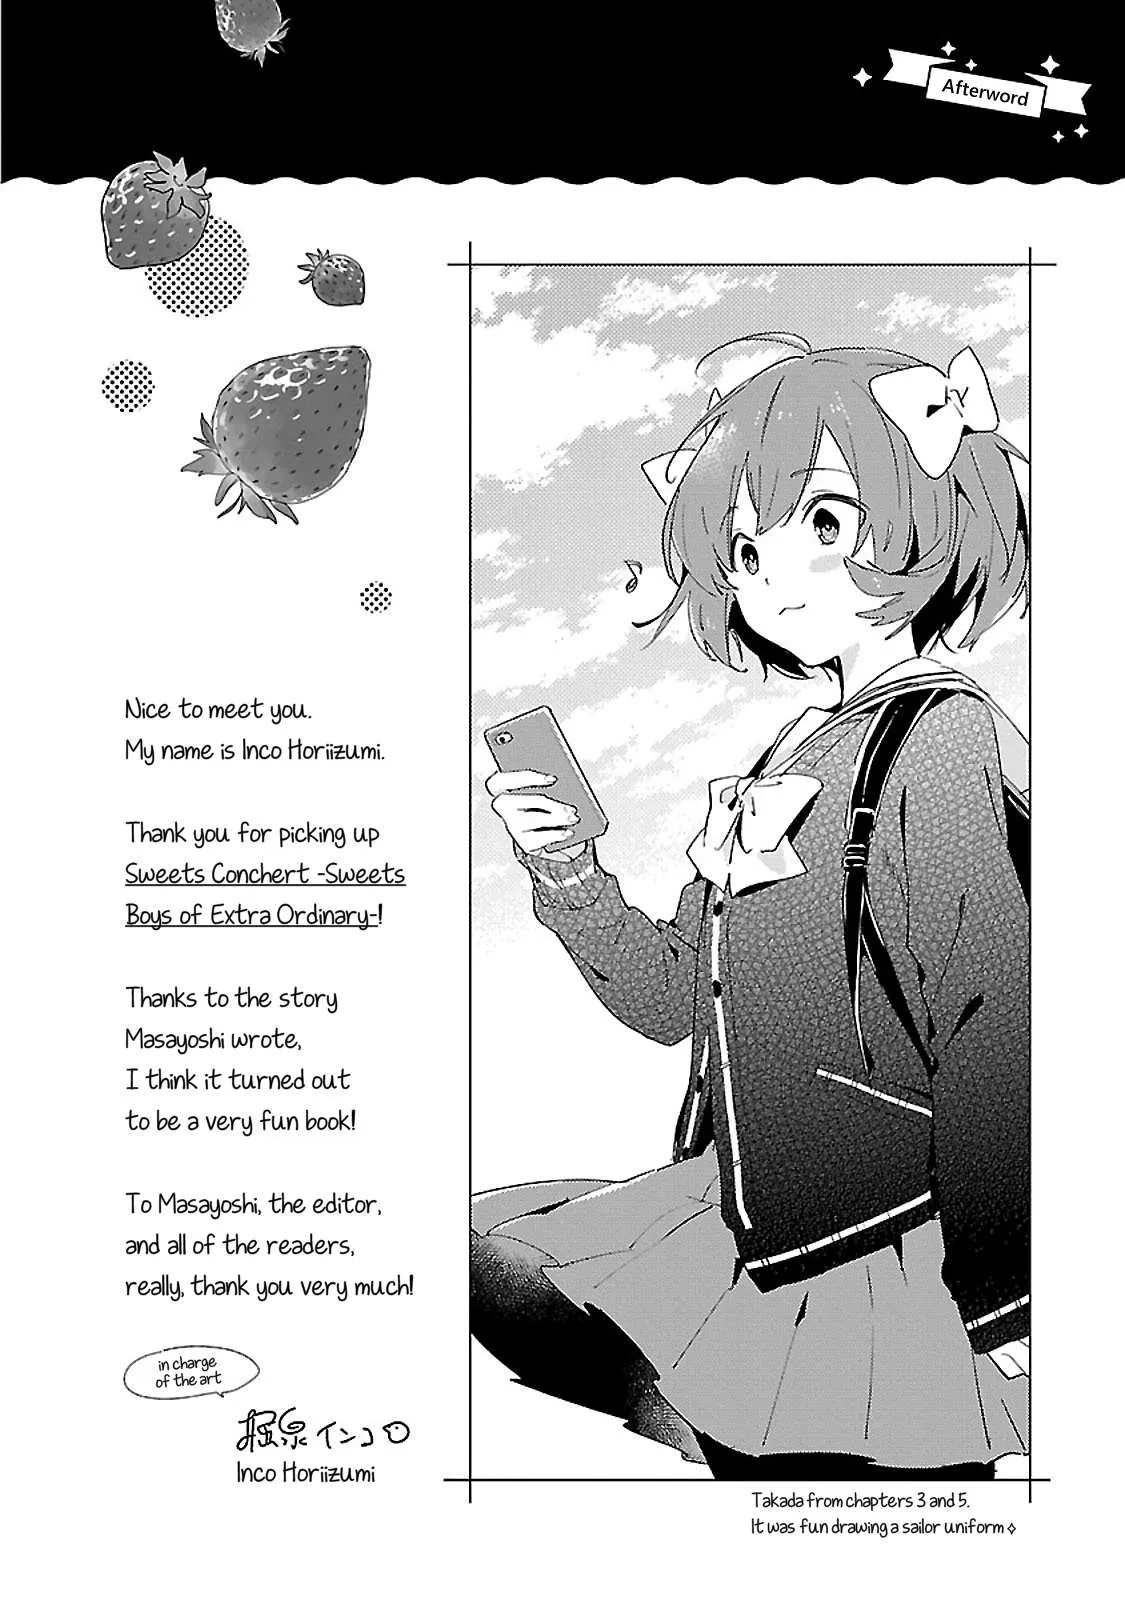 Afterword
Nice to meet you.
My name is Inco Horiizumi.
Thank you for picking up
Sweets Conchert -Sweets
Boys of Extra Ordinary-!
Thanks to the story
Masayoshi wrote,
I think it turned out
to be a very fun book!
To Masayoshi, the editor,
and all of the readers,
really, thank you very much!
in charge
of the art
堀泉インコ
Inco Horiizumi
Takada from chapters 3 and 5.
It was fun drawing a sailor uniform✧